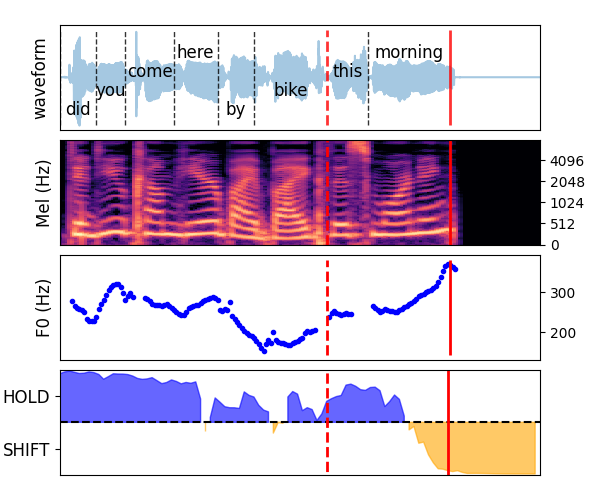 waveform
did
you
come
here
by
bike
this
morning
Mel (Hz)
4096
2048
1024
512
0
F0 (Hz)
300
200
HOLD
SHIFT